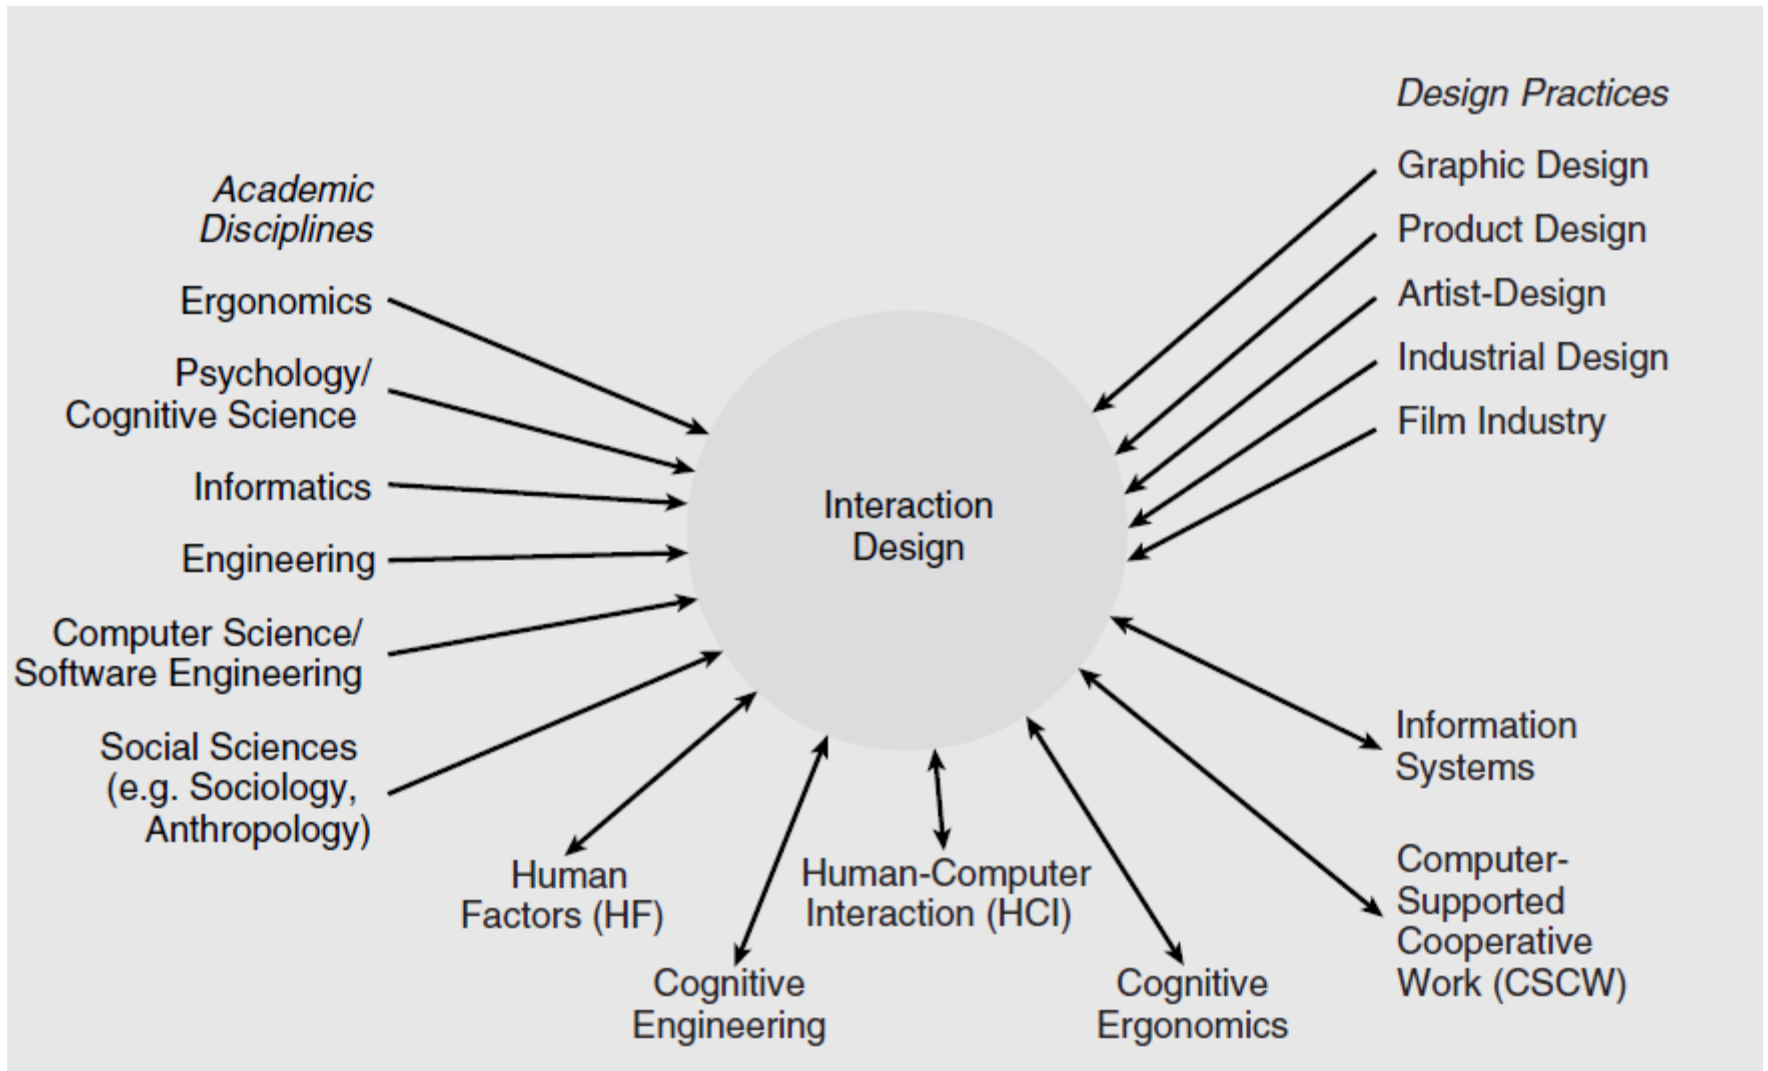 Academic
Disciplines
Ergonomics
Psychology/
Cognitive Science
Informatics
Engineering
Computer Science/
Software Engineering
Social Sciences
(e.g. Sociology,
Anthropology)
Interaction
Design
Design Practices
Graphic Design
Product Design
Artist-Design
Industrial Design
Film Industry
Human
Factors (HF)
Cognitive
Engineering
Human-Computer
Interaction (HCI)
Cognitive
Ergonomics
Information
Systems
Computer-
Supported
Cooperative
Work (CSCW)